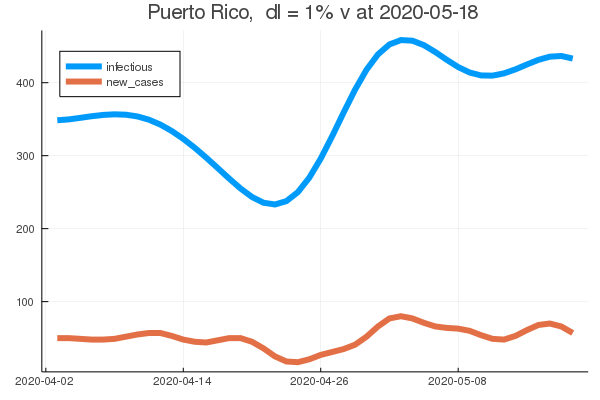 Puerto Rico,  dl = 1% v at 2020-05-18
infectious
new_cases
400
300
200
100
2020-04-02
2020-04-14
2020-04-26
2020-05-08